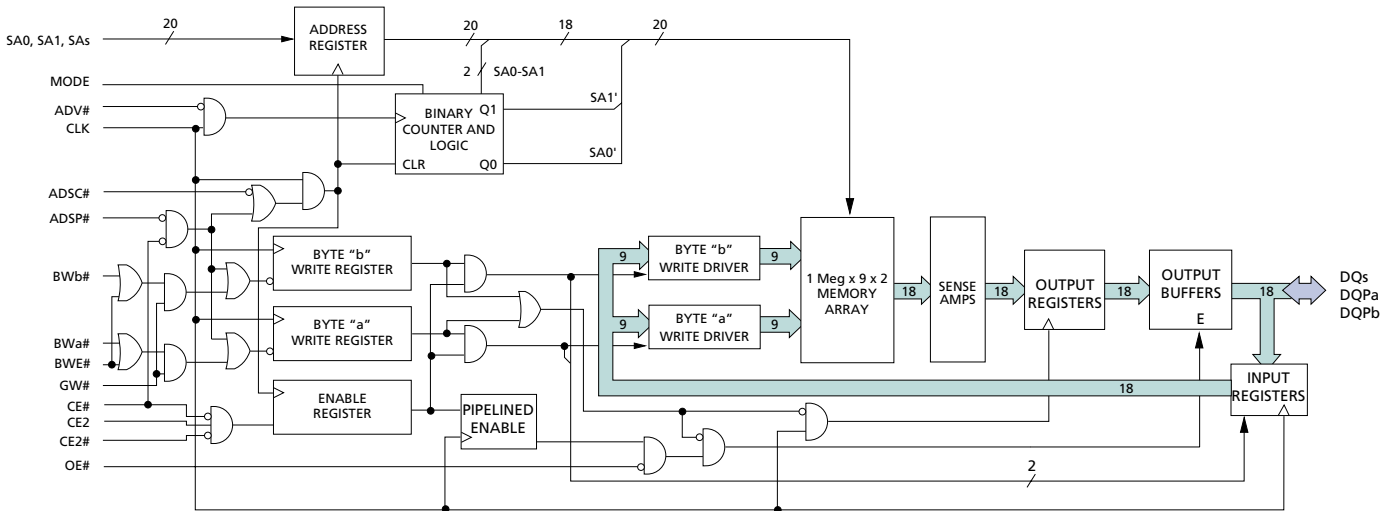 20
20
18
20
ADDRESS
REGISTER
SA0, SA1, SAs
2
SA0-SA1
MODE
ADV#
CLK
BINARY
COUNTER AND
LOGIC
Q1
CLR
Q0
SA1'
SA0'
ADSC#
ADSP#
BWb#
BWa#
BWE#
GW#
CE#
CE2
CE2#
OE#
BYTE “b”
WRITE REGISTER
BYTE “a”
WRITE REGISTER
ENABLE
REGISTER
PIPELINED
ENABLE
9
BYTE “b”
WRITE DRIVER
9
9
BYTE “a”
WRITE DRIVER
9
1 Meg x 9 x 2
MEMORY
ARRAY
18
SENSE
AMPS
18
OUTPUT
REGISTERS
18
OUTPUT
BUFFERS
E
18
DQs
DQPa
DQPb
18
INPUT
REGISTERS
2